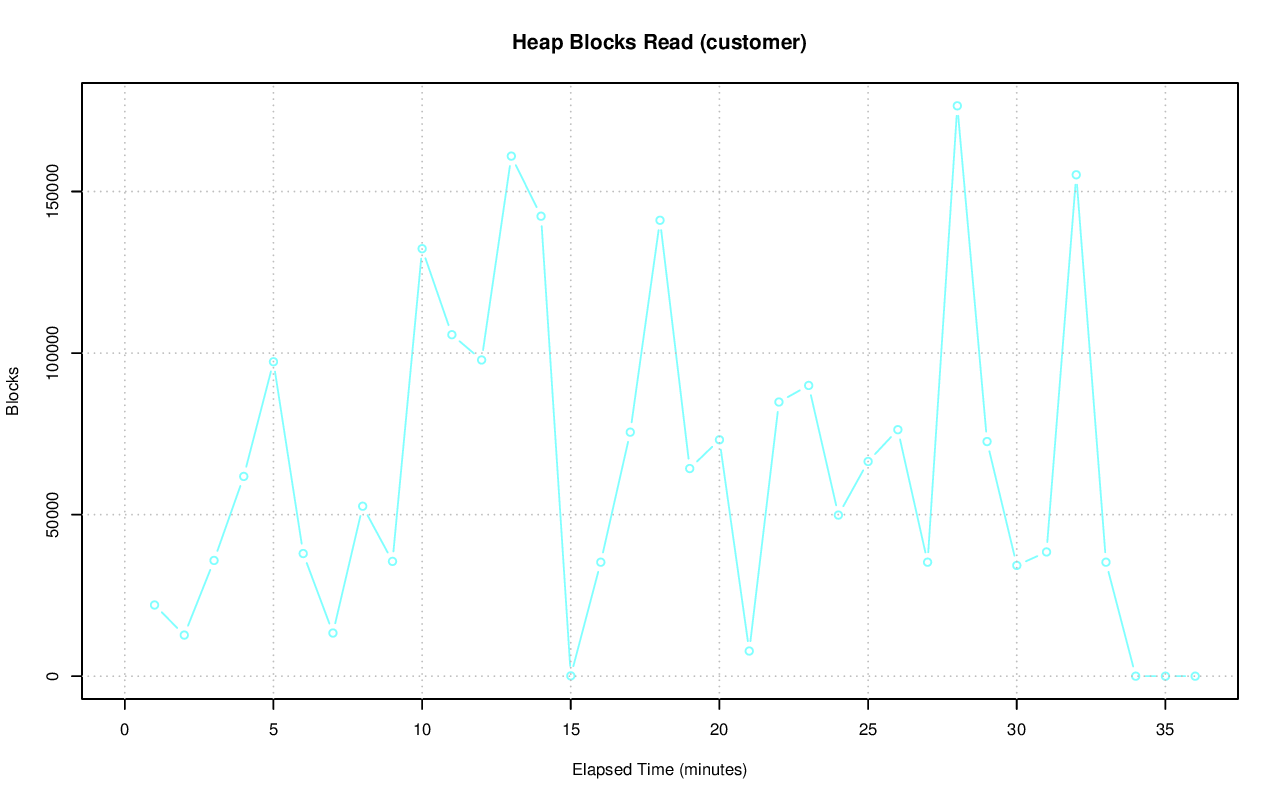 Heap Blocks Read (customer)
150000
100000
50000
0
Blocks
0 5 10 15 20 25 30 35
Elapsed Time (minutes)